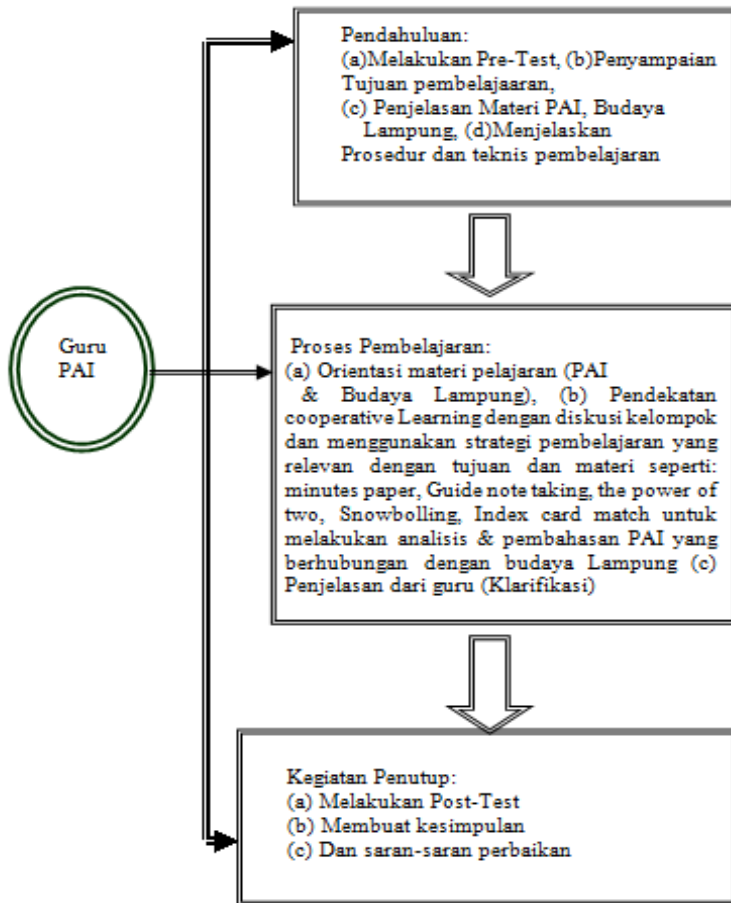 Pendahuluan:
(a)Melakukan Pre-Test, (b)Penyampaian
Tujuan pembelajaaran,
(c) Penjelasan Materi PAI, Budaya
Lampung, (d)Menjelaskan
Prosedur dan teknis pembelajaran
Guru
PAI
Proses Pembelajaran:
(a) Orientasi materi pelajaran (PAI
& Budaya Lampung), (b) Pendekatan
cooperative Learning dengan diskusi kelompok
dan menggunakan strategi pembelajaran yang
relevan dengan tujuan dan materi seperti:
minutes paper, Guide note taking, the power of
two, Snowbolling, Index card match untuk
melakukan analisis & pembahasan PAI yang
berhubungan dengan budaya Lampung (c)
Penjelasan dari guru (Klarifikasi)
Kegiatan Penutup:
(a) Melakukan Post-Test
(b) Membuat kesimpulan
(c) Dan saran-saran perbaikan